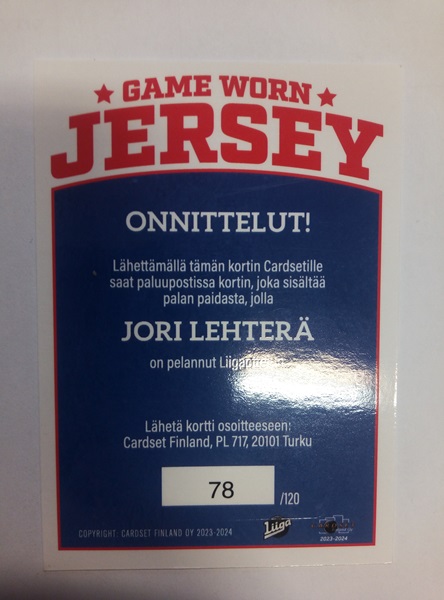 GAME WORN
JERSEY
ONNITTELUT!
Lähettämällä tämän kortin Cardsetille
saat paluupostissa kortin, joka sisältää
palan paidasta, jolla
JORI LEHTERÄ
on pelannut
Lähetä kortti osoitteeseen:
Cardset Finland, PL 717, 20101 Turku
78 /120
COPYRIGHT: CARDSET FINLAND OY 2023-2024
Liiga
2023-2024